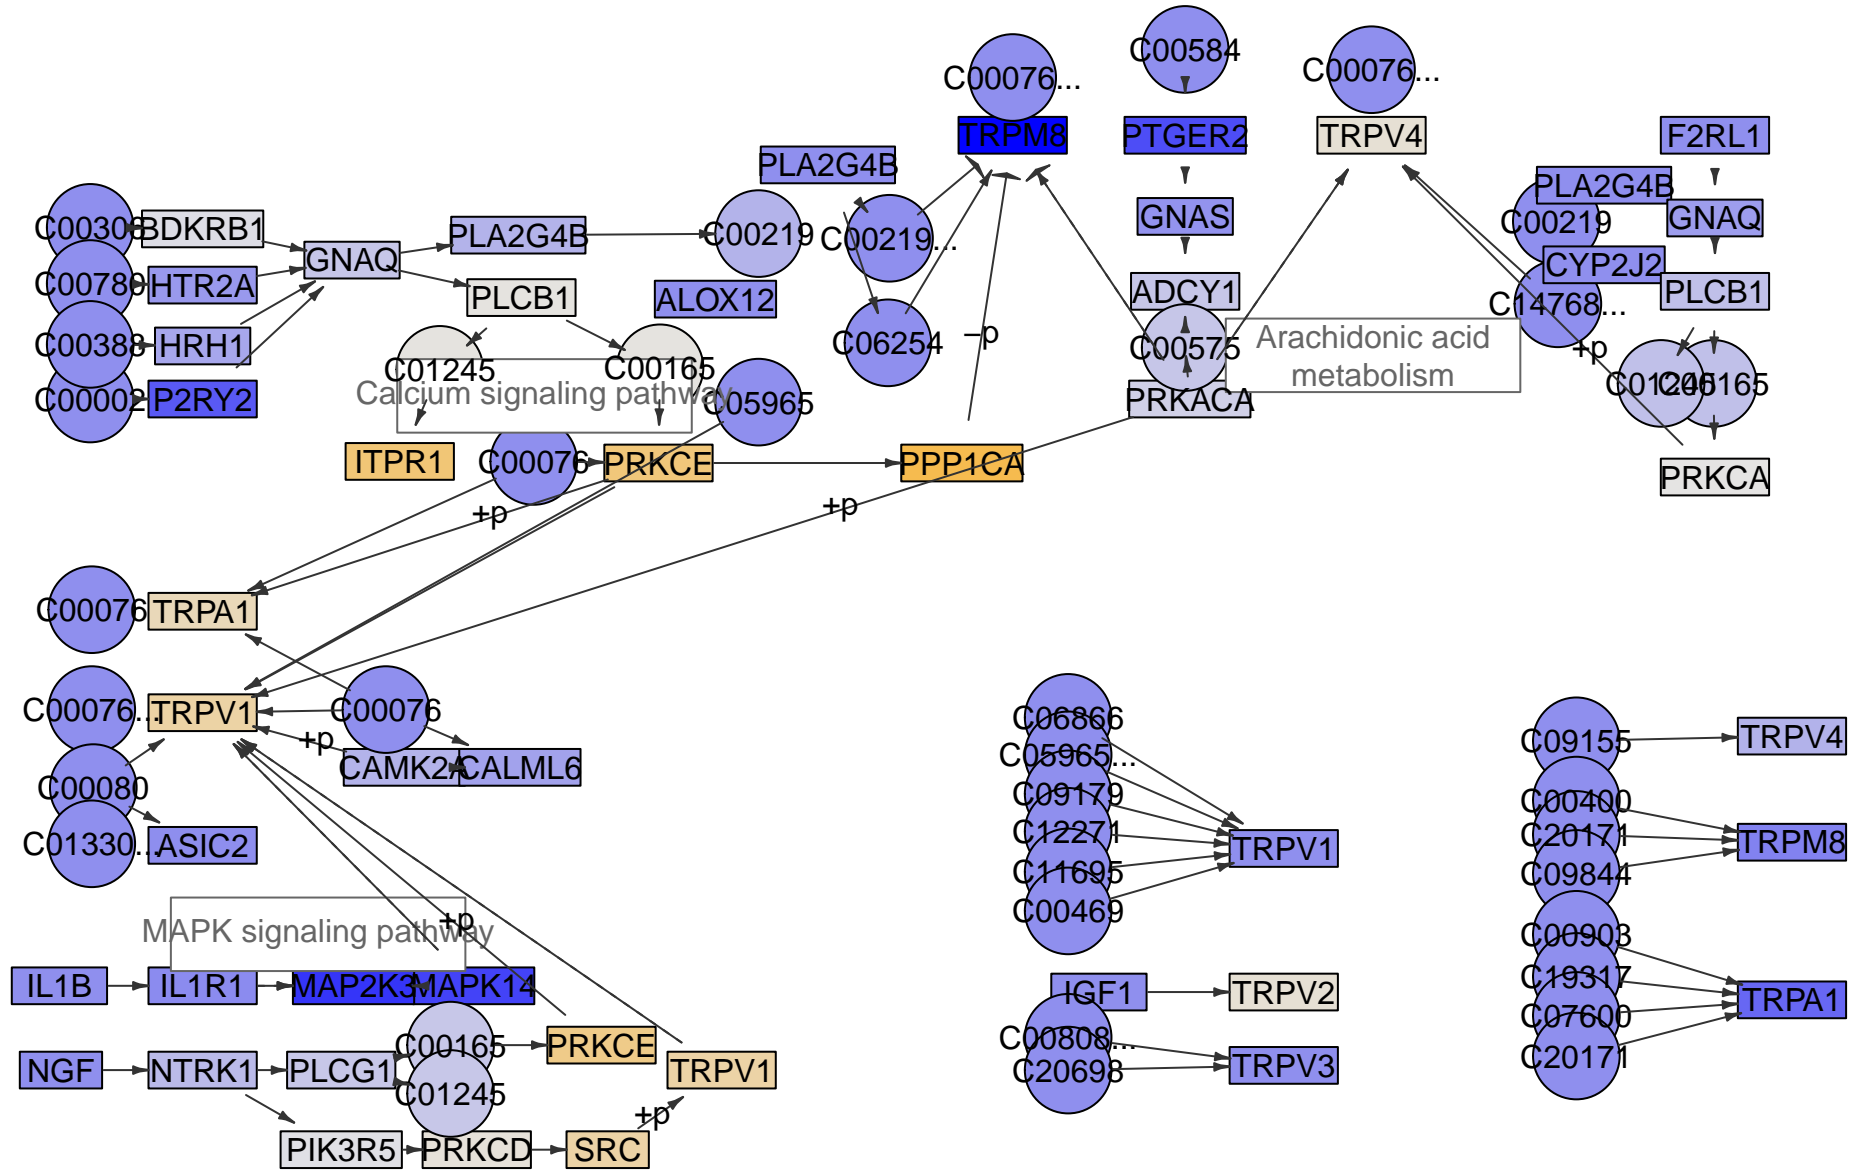 C00584
C00076...
C00076...
TRPM8
PTGER2
TRPV4
F2RL1
PLA2G4B
PLA2G4B
C00219
GNAS
GNAQ
BDKRB1
PLA2G4B
C00219
C00219...
GNAQ
CYP2J2
C00780
HTR2A
PLCB1
ALOX12
ADCY1
C14768...
PLCB1
C00388
HRH1
C06254
−p
C00575
Arachidonic acid
metabolism
+p
C01245
C00165
Calcium signaling pathway
C00002
P2RY2
C05965
PRKACA
C01245
C00165
ITPR1
C00076
PRKCE
PPP1CA
PRKCA
+p
+p
C00076
TRPA1
C00076...
TRPV1
C00076
+p
CAMK2A
CALML6
C00080
C01330...
ASIC2
C06866
C05965...
C09179
C12271
C11695
C00469
TRPV1
C09155
TRPV4
C00400
C20171
C09844
TRPM8
MAPK signaling pathway
+p
IL1B
IL1R1
MAP2K3
MAPK14
IGF1
TRPV2
C00903
C19317
C07600
C20171
TRPA1
C00165
PRKCE
C00808...
C20698
TRPV3
NGF
NTRK1
PLCG1
C01245
TRPV1
+p
PIK3R5
PRKCD
SRC